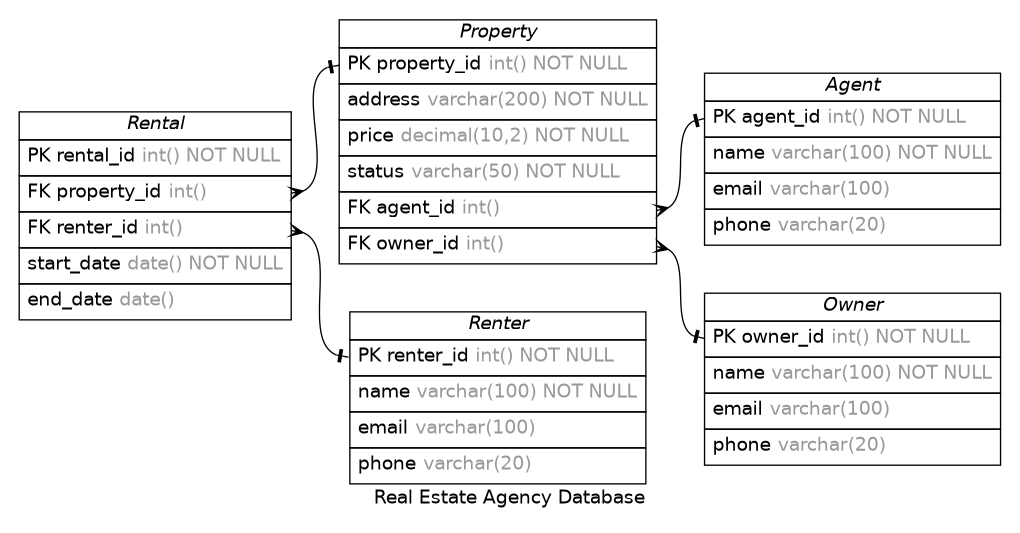 Rental
PK rental_id int() NOT NULL
FK property_id int()
FK renter_id int()
start_date date() NOT NULL
end_date date()
Property
PK property_id int() NOT NULL
address varchar(200) NOT NULL
price decimal(10,2) NOT NULL
status varchar(50) NOT NULL
FK agent_id int()
FK owner_id int()
Renter
PK renter_id int() NOT NULL
name varchar(100) NOT NULL
email varchar(100)
phone varchar(20)
Agent
PK agent_id int() NOT NULL
name varchar(100) NOT NULL
email varchar(100)
phone varchar(20)
Owner
PK owner_id int() NOT NULL
name varchar(100) NOT NULL
email varchar(100)
phone varchar(20)
Real Estate Agency Database